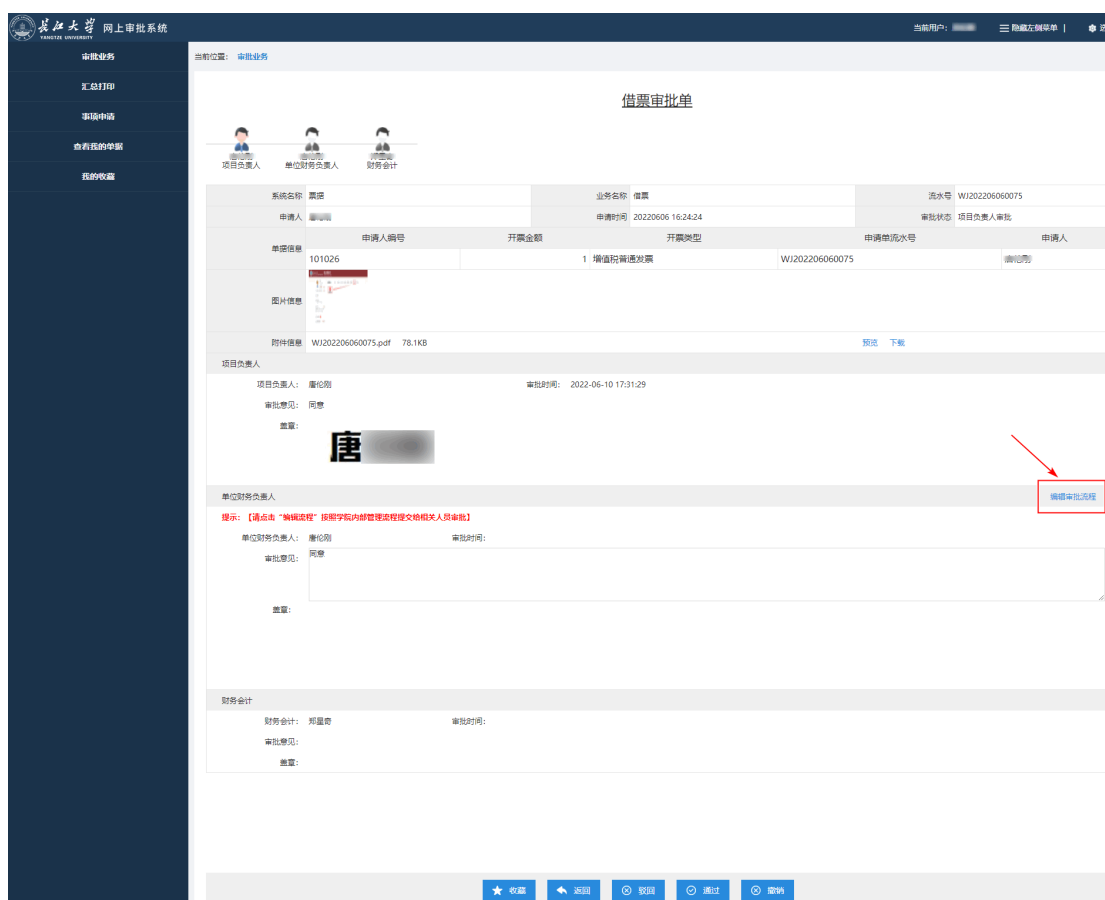 长江大学 网上审批系统
YANGTZE UNIVERSITY
当前用户：
隐藏左侧菜单 |
审批业务
汇总打印
事项申请
查看我的单据
我的收藏
当前位置： 审批业务
借票审批单
项目负责人 单位财务负责人 财务会计
系统名称 票据 业务名称 借票 流水号 WJ202206060075
申请人 申请时间 20220606 16:24:24 审批状态 项目负责人审批
单据信息
申请人编号 开票金额 开票类型 申请单流水号 申请人
101026 1 增值税普通发票 WJ202206060075
图片信息
附件信息 WJ202206060075.pdf 78.1KB 预览 下载
项目负责人
项目负责人： 唐伦刚 审批时间： 2022-06-10 17:31:29
审批意见： 同意
盖章：
唐
单位财务负责人 编辑审批流程
提示：【请点击“编辑流程”按照学院内部管理流程提交给相关人员审批】
单位财务负责人： 唐伦刚 审批时间：
审批意见： 同意
盖章：
财务会计
财务会计： 郑星奇 审批时间：
审批意见：
盖章：
收藏 返回 驳回 通过 撤销